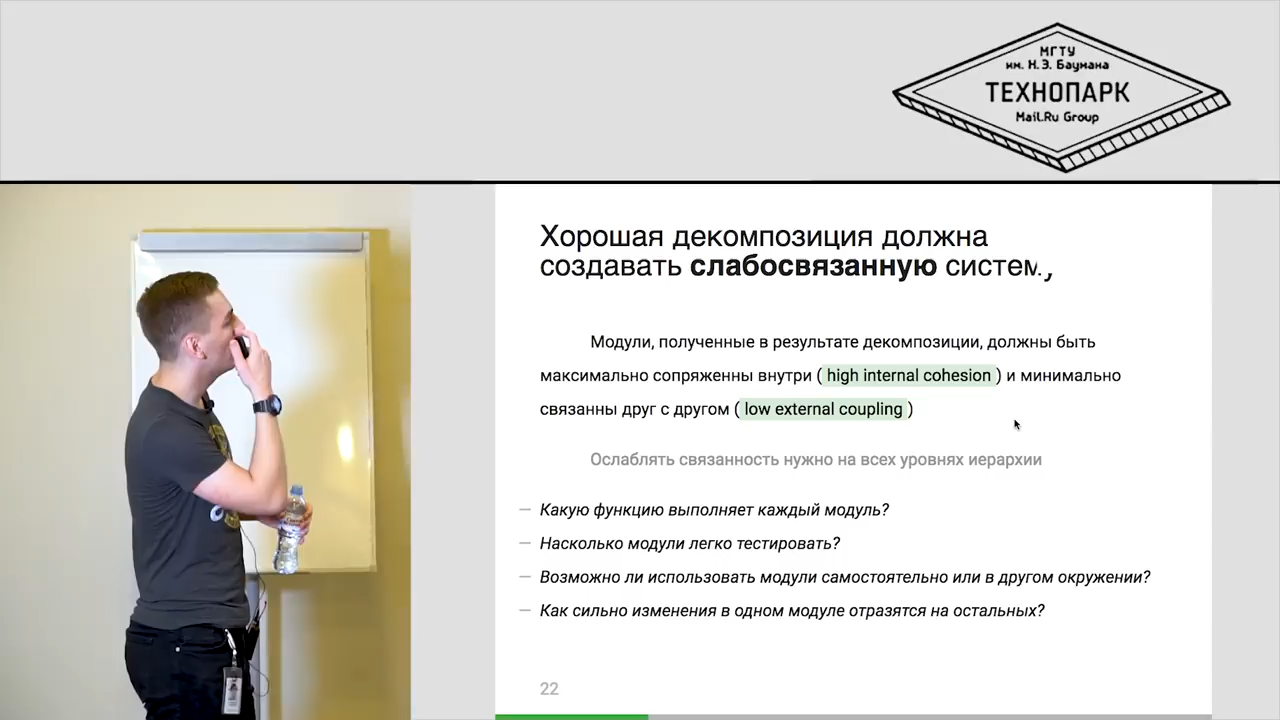 МГТУ
им. Н.Э. Баумана
ТЕХНОПАРК
Mail.Ru Group
Хорошая декомпозиция должна
создавать слабосвязанную
Модули, полученные в результате декомпозиции, должны быть
максимально сопряженны внутри ( high internal cohesion ) и минимально
связанны друг с другом ( low external coupling )
Ослаблять связанность нужно на всех уровнях иерархии
— Какую функцию выполняет каждый модуль?
— Насколько модули легко тестировать?
— Возможно ли использовать модули самостоятельно или в другом окружении?
— Как сильно изменения в одном модуле отразятся на остальных?
22